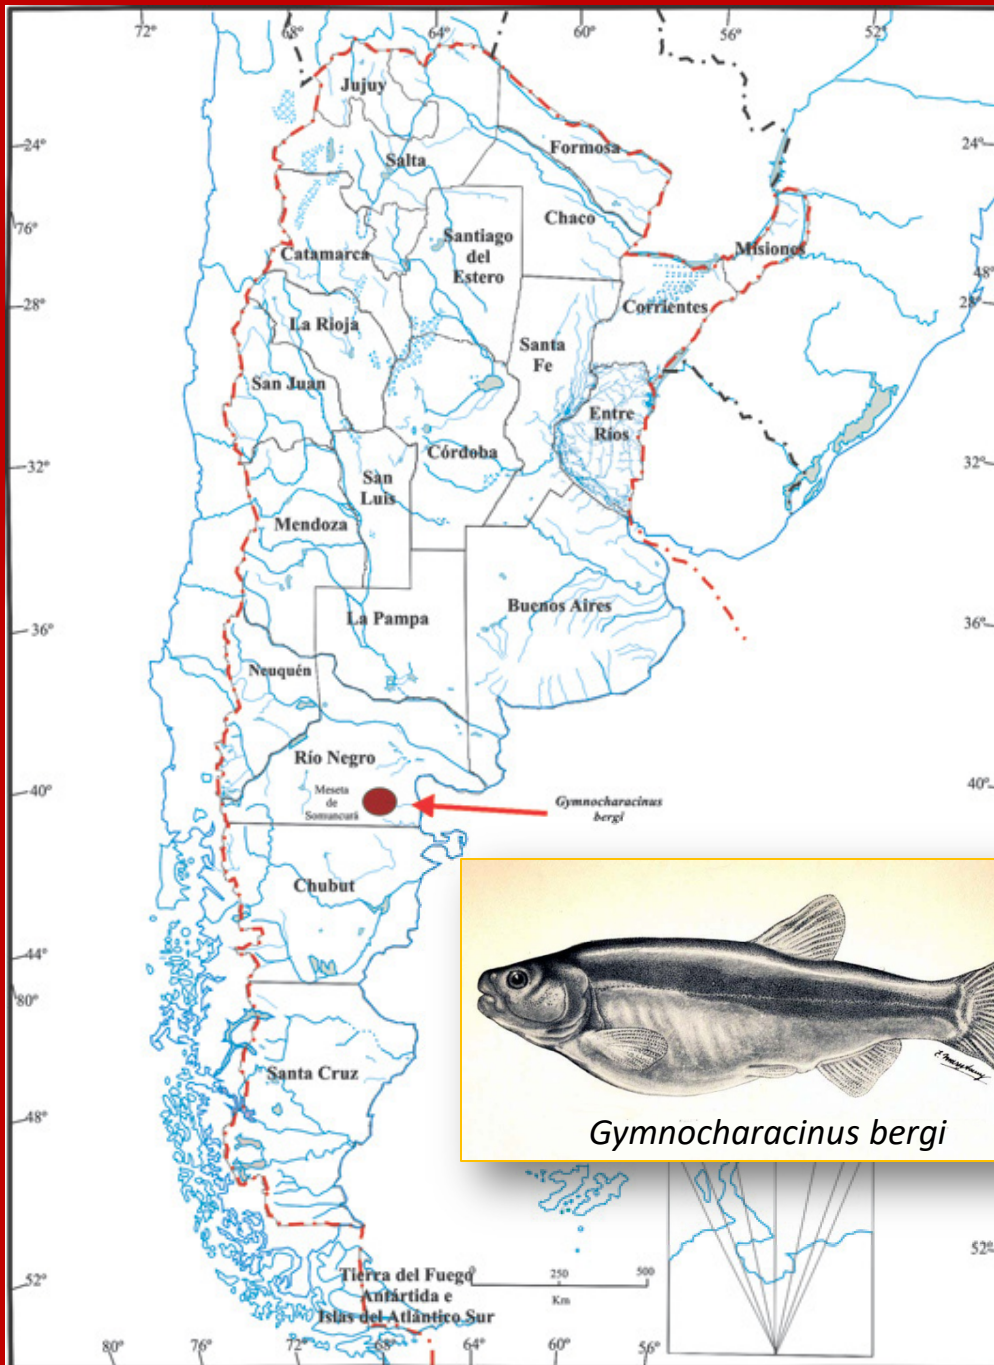 72°
68°
64°
60°
56°
52°
Jujuy
24°
Formosa
24°
Salta
Chaco
76°
Santiago
del
Estero
Catamarca
Misiones
48°
28°
Corrientes
28°
La Rioja
Santa
Fe
San Juan
Entre
Ríos
Córdoba
32°
San
Luis
32°
Mendoza
Buenos Aires
La Pampa
36°
36°
Neuquén
Río Negro
40°
Meseta
de
Somuncurá
40°
Gymnocharacinus
bergi
Chubut
44°
80°
Santa Cruz
Gymnocharacinus bergi
48°
52°
52°
Tierra del Fuego
Antártida e
Islas del Atlántico Sur
0 250 500
Km
80°
76°
72°
68°
64°
60°
56°